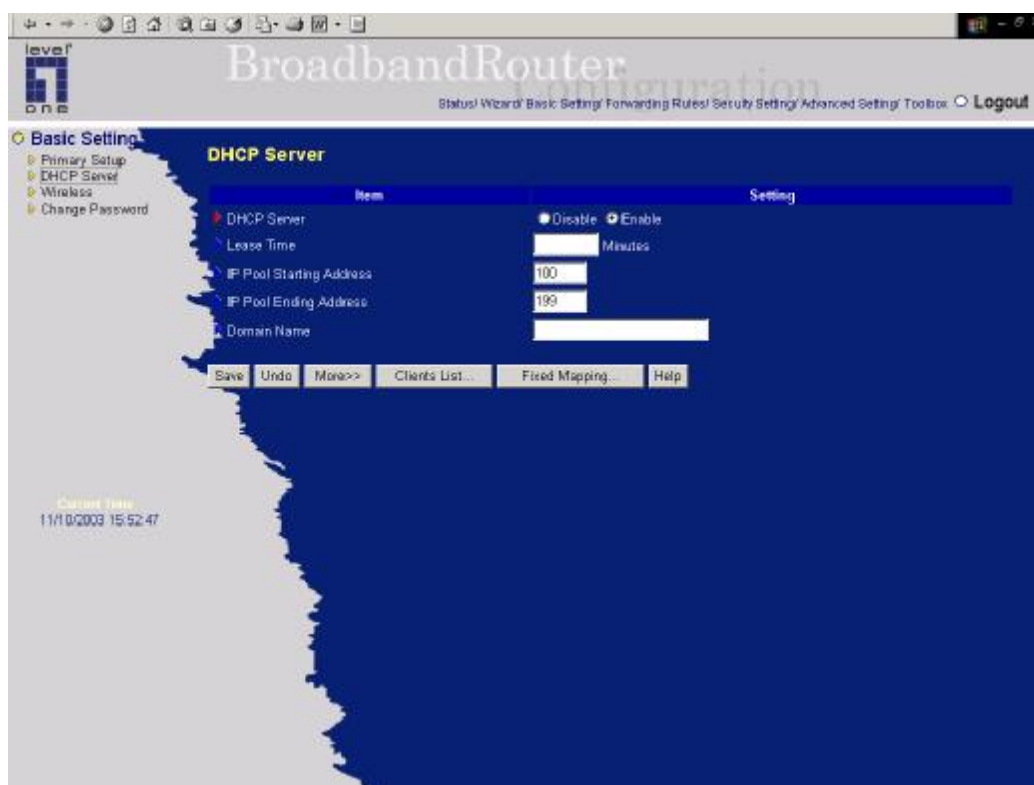 level
one
BroadbandRouter
Configuration
Status/ Wizard/ Basic Setting/ Forwarding Rules/ Security Setting/ Advanced Setting/ Toolbox Logout
Basic Setting
Primary Setup
DHCP Server
Wireless
Change Password
DHCP Server
Item Setting
DHCP Server Disable Enable
Lease Time Minutes
IP Pool Starting Address 100
IP Pool Ending Address 199
Domain Name
Save Undo More>> Clients List... Fixed Mapping... Help
Current Time
11/10/2003 15:52:47